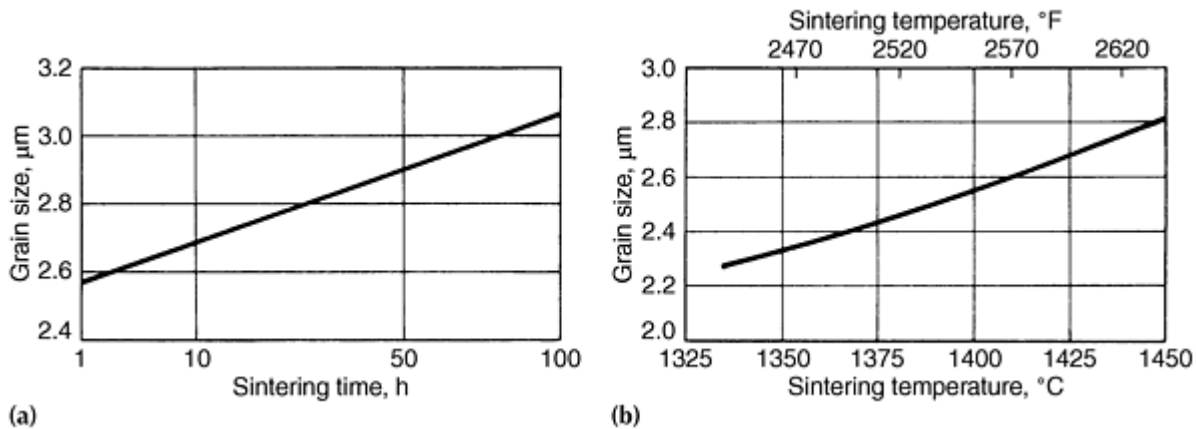 Sintering temperature, °F
2470 2520 2570 2620
3.2
3.0
2.8
2.6
2.4
Grain size, μm
1 10 50 100
Sintering time, h
(a)
3.0
2.8
2.6
2.4
2.2
2.0
Grain size, μm
1325 1350 1375 1400 1425 1450
Sintering temperature, °C
(b)